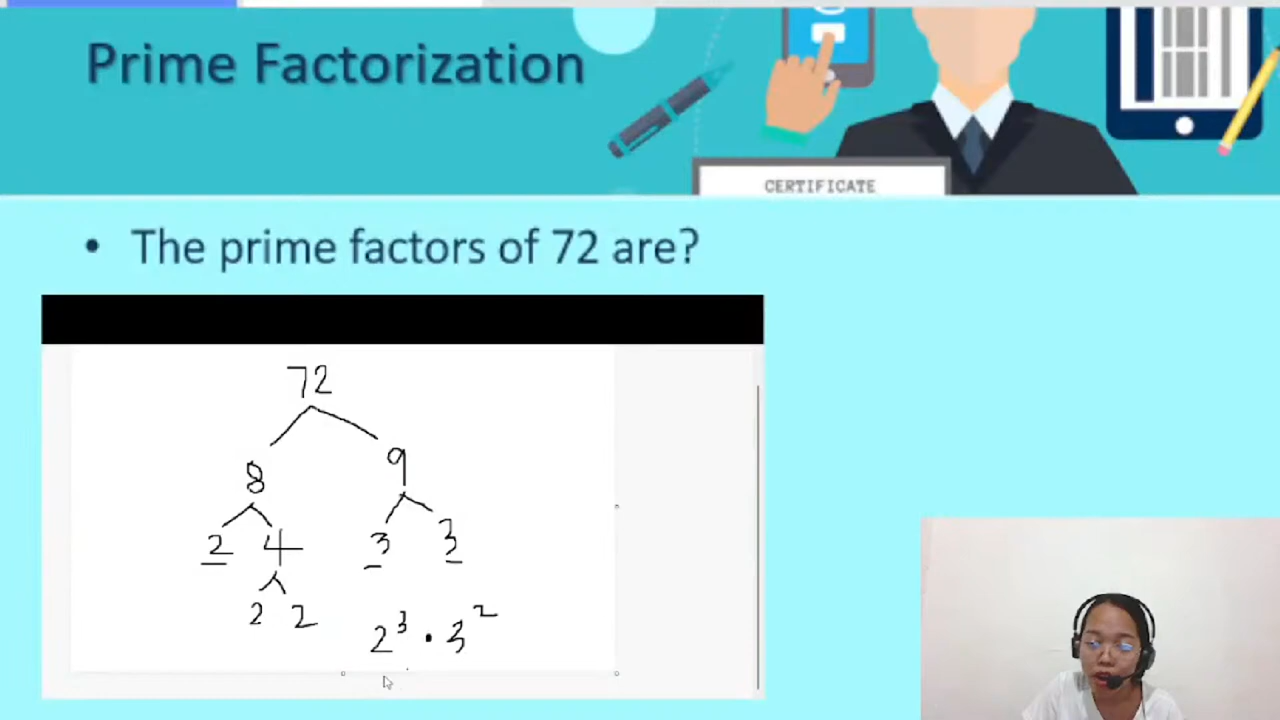 Prime Factorization
CERTIFICATE
• The prime factors of 72 are?
72
8 9
2 4 3 3
2 2
2³ · 3²